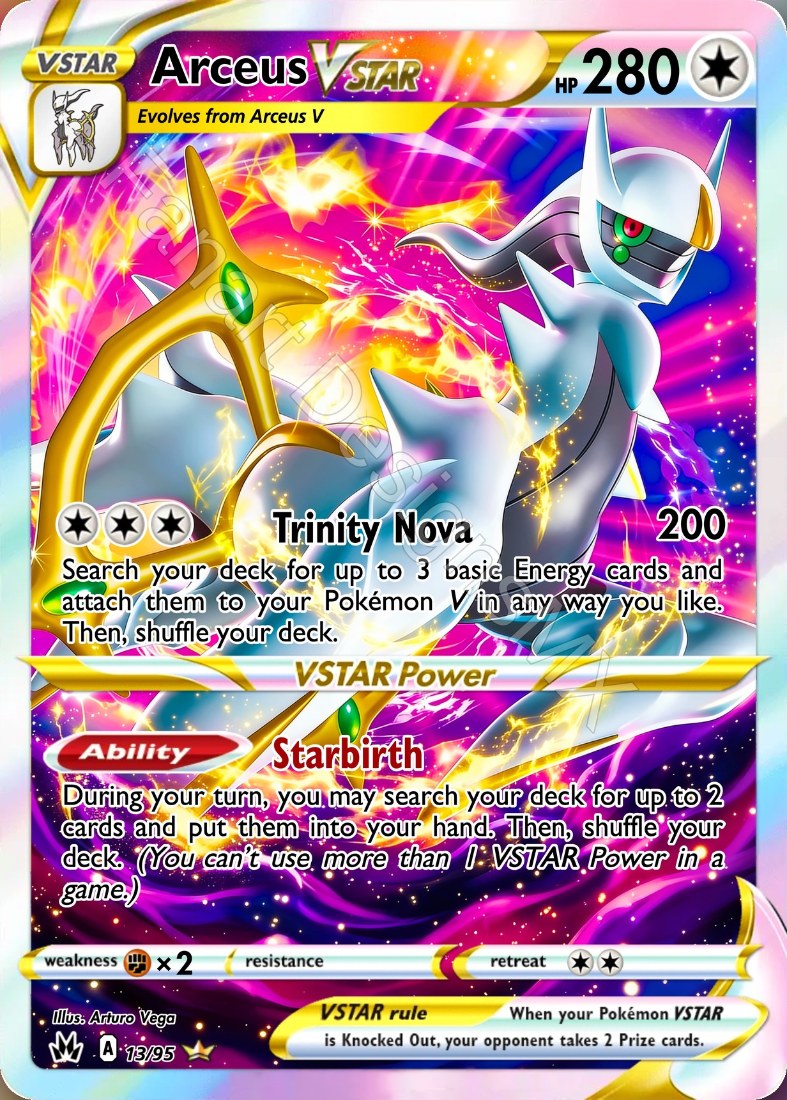 VSTAR
Arceus VSTAR
HP 280
Evolves from Arceus V
Fanart DesignsMX
Trinity Nova 200
Search your deck for up to 3 basic Energy cards and
attach them to your Pokémon V in any way you like.
Then, shuffle your deck.
VSTAR Power
Ability Starbirth
During your turn, you may search your deck for up to 2
cards and put them into your hand. Then, shuffle your
deck. (You can't use more than 1 VSTAR Power in a
game.)
weakness ×2 resistance retreat
Illus. Arturo Vega
A 13/95
VSTAR rule When your Pokémon VSTAR
is Knocked Out, your opponent takes 2 Prize cards.